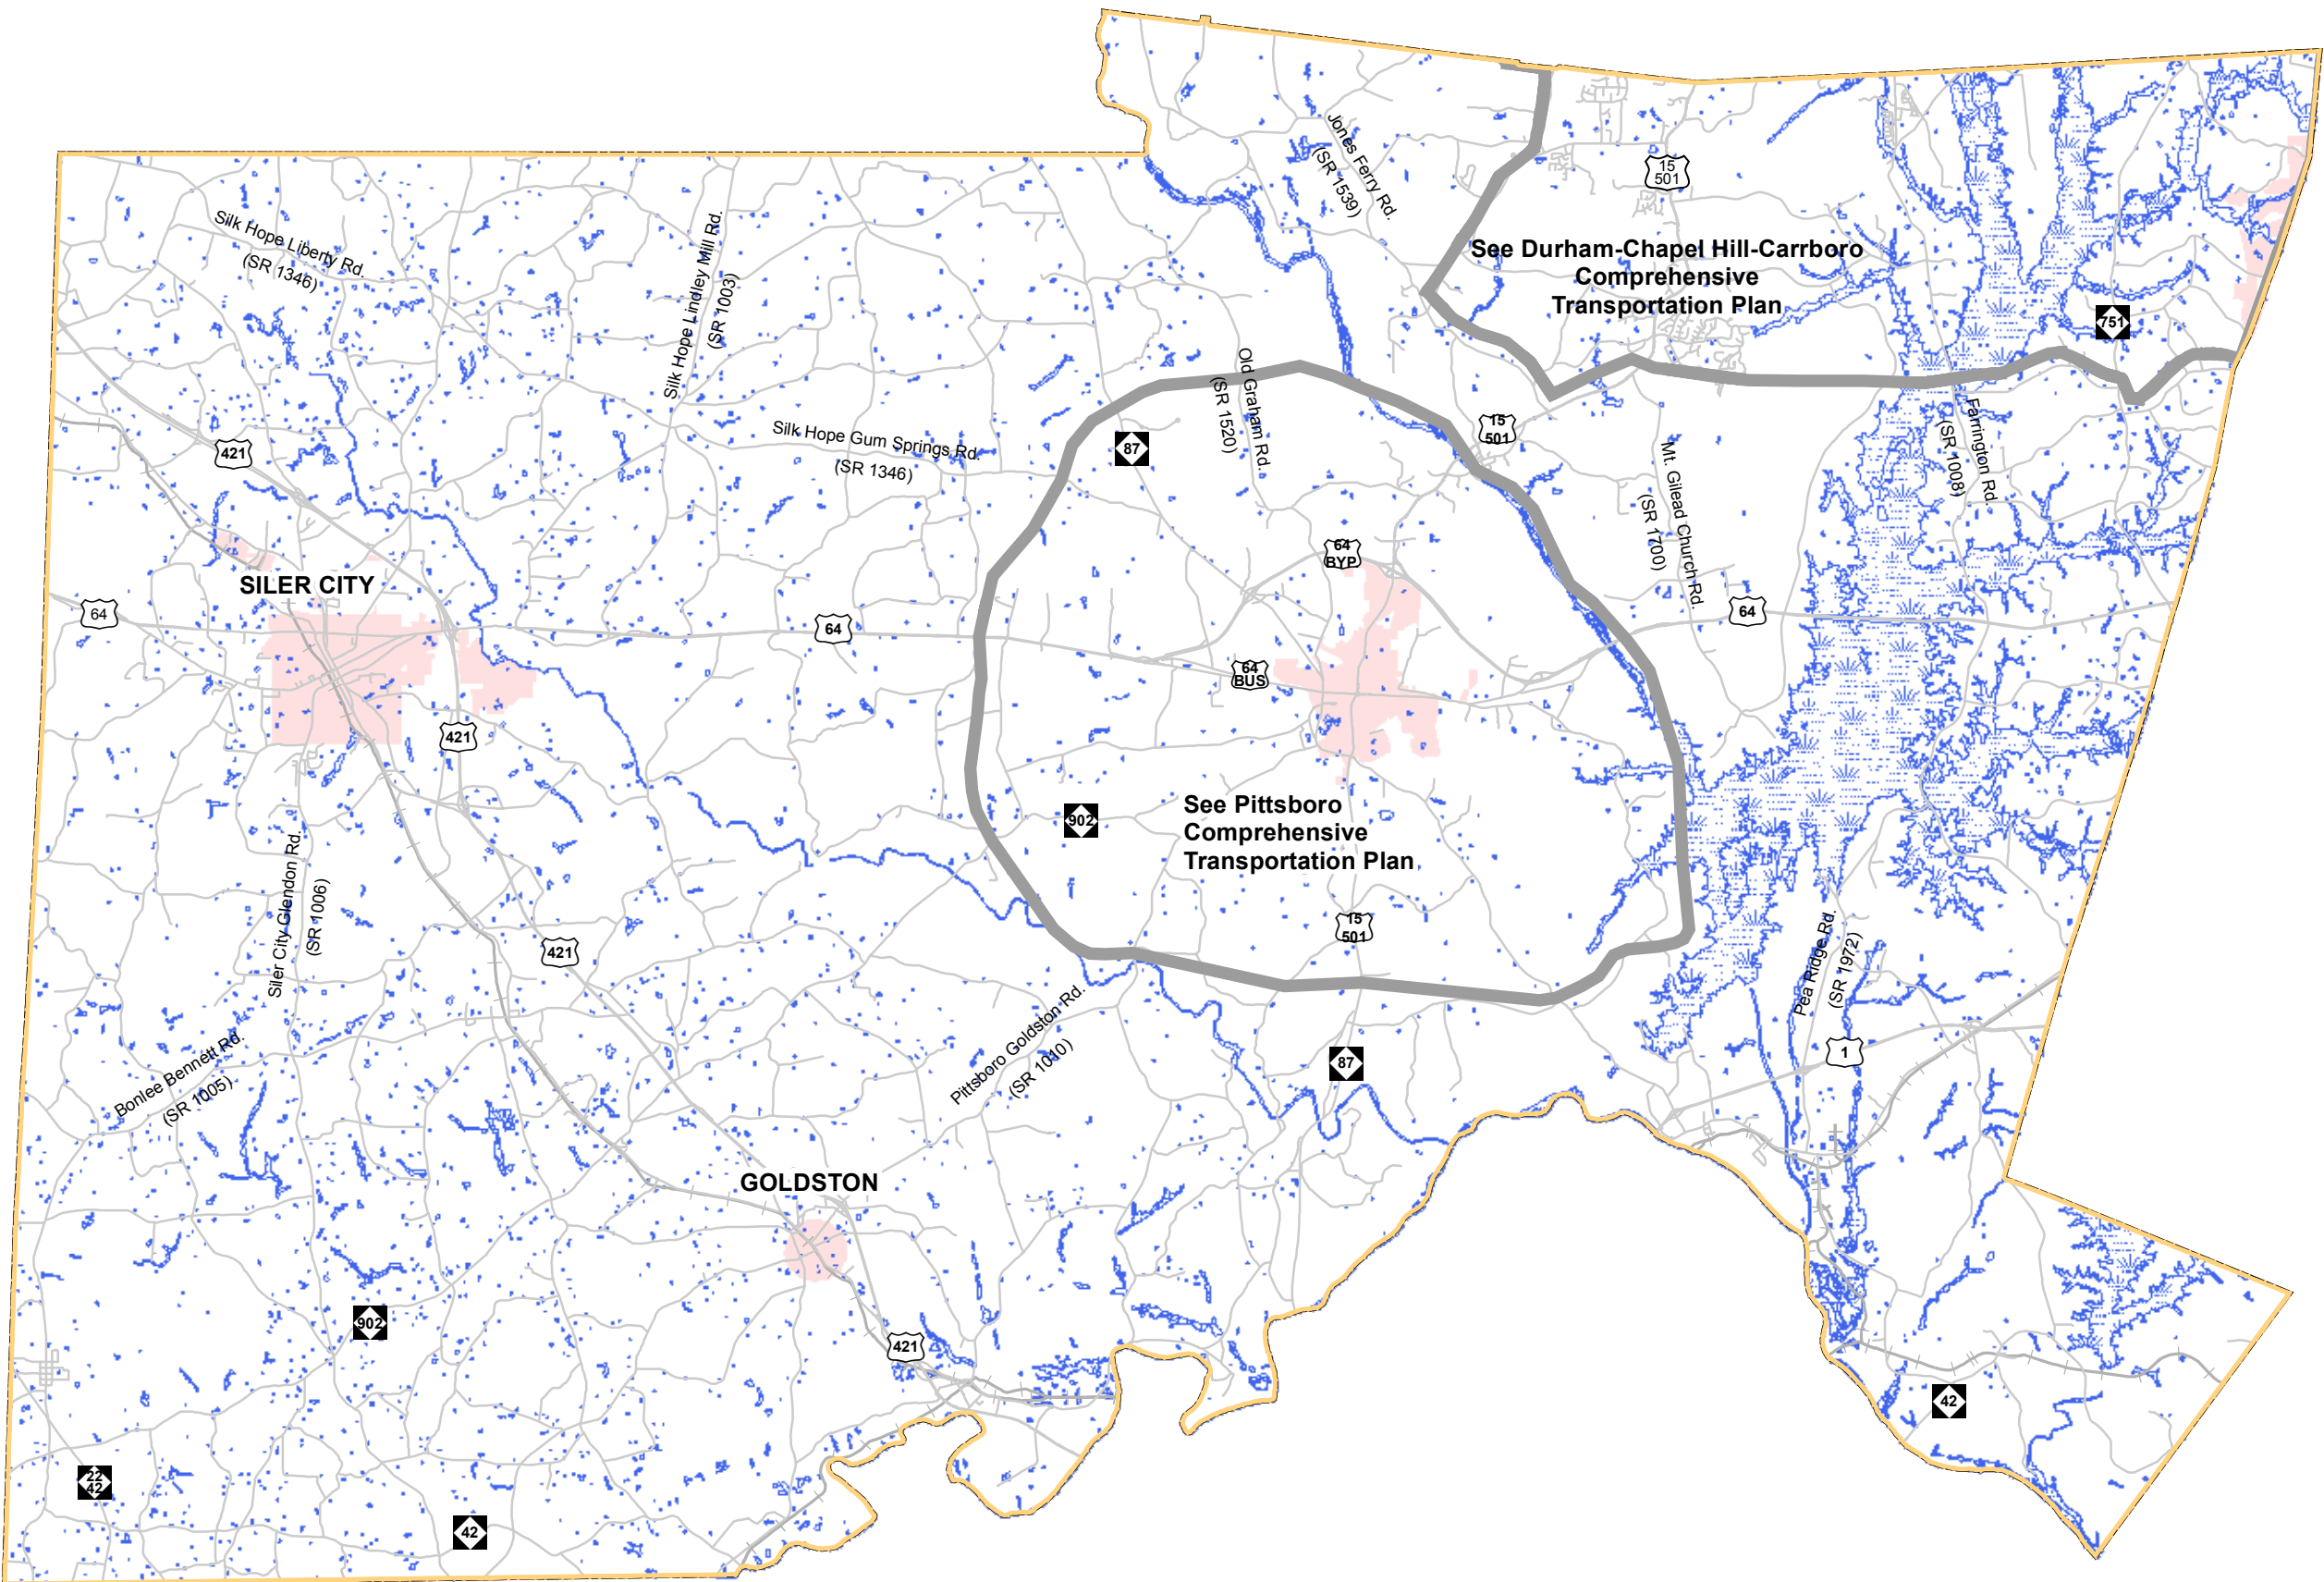 Jones Ferry Rd.
(SR 1539)
15
501
See Durham-Chapel Hill-Carrboro
Comprehensive
Transportation Plan
751
Silk Hope Liberty Rd.
(SR 1346)
Silk Hope Lindley Mill Rd.
(SR 1003)
Old Graham Rd.
(SR 1520)
Farrington Rd.
(SR 1008)
15
501
Silk Hope Gum Springs Rd.
(SR 1346)
87
421
Mt. Gilead Church Rd.
(SR 1700)
64
BYP
SILER CITY
64
64
64
64
BUS
421
See Pittsboro
Comprehensive
Transportation Plan
902
Siler City Glendon Rd.
(SR 1006)
15
501
421
Pea Ridge Rd.
(SR 1972)
Pittsboro Goldston Rd.
(SR 1010)
Bonlee Bennett Rd.
(SR 1005)
1
87
GOLDSTON
902
421
42
22
42
42